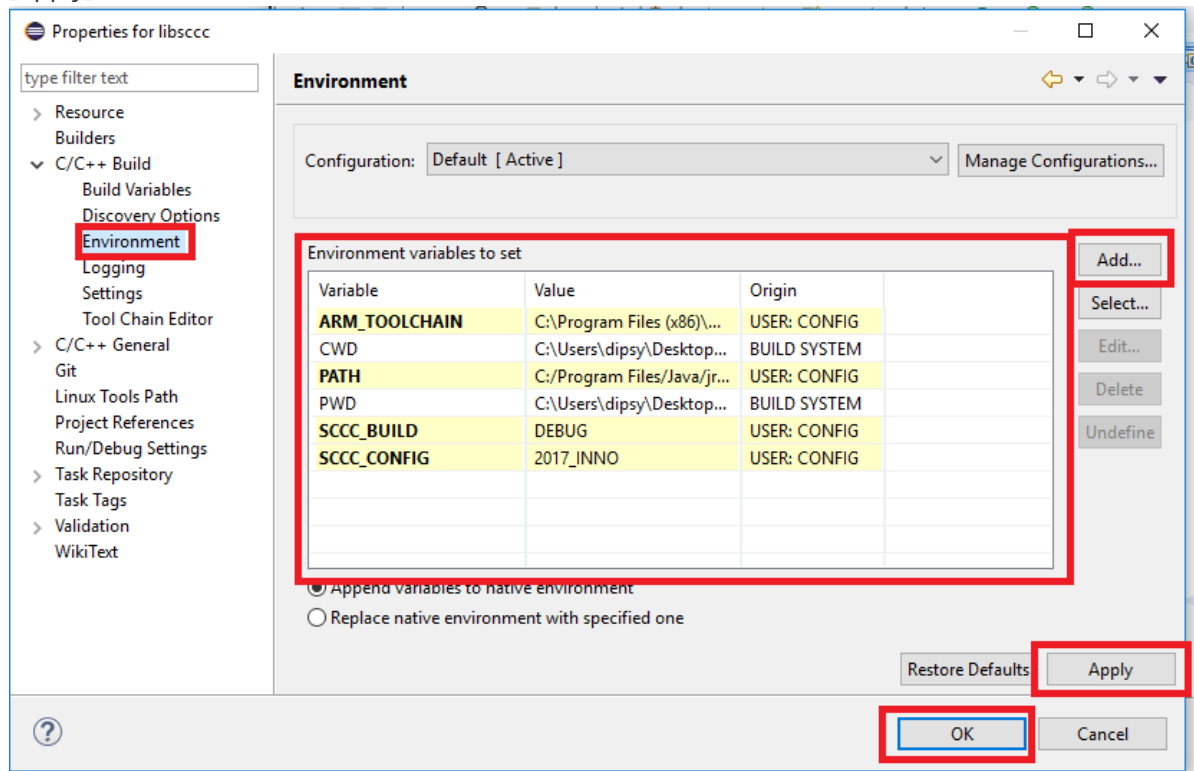 Properties for libsccc
type filter text
Resource
Builders
C/C++ Build
Build Variables
Discovery Options
Environment
Logging
Settings
Tool Chain Editor
C/C++ General
Git
Linux Tools Path
Project References
Run/Debug Settings
Task Repository
Task Tags
Validation
WikiText
Environment
Configuration: Default [ Active ] Manage Configurations...
Environment variables to set
Variable Value Origin
ARM_TOOLCHAIN C:\Program Files (x86)\... USER: CONFIG
CWD C:\Users\dipsy\Desktop... BUILD SYSTEM
PATH C:/Program Files/Java/jr... USER: CONFIG
PWD C:\Users\dipsy\Desktop... BUILD SYSTEM
SCCC_BUILD DEBUG USER: CONFIG
SCCC_CONFIG 2017_INNO USER: CONFIG
Add...
Select...
Edit...
Delete
Undefine
Append variables to native environment
Replace native environment with specified one
Restore Defaults Apply
OK Cancel